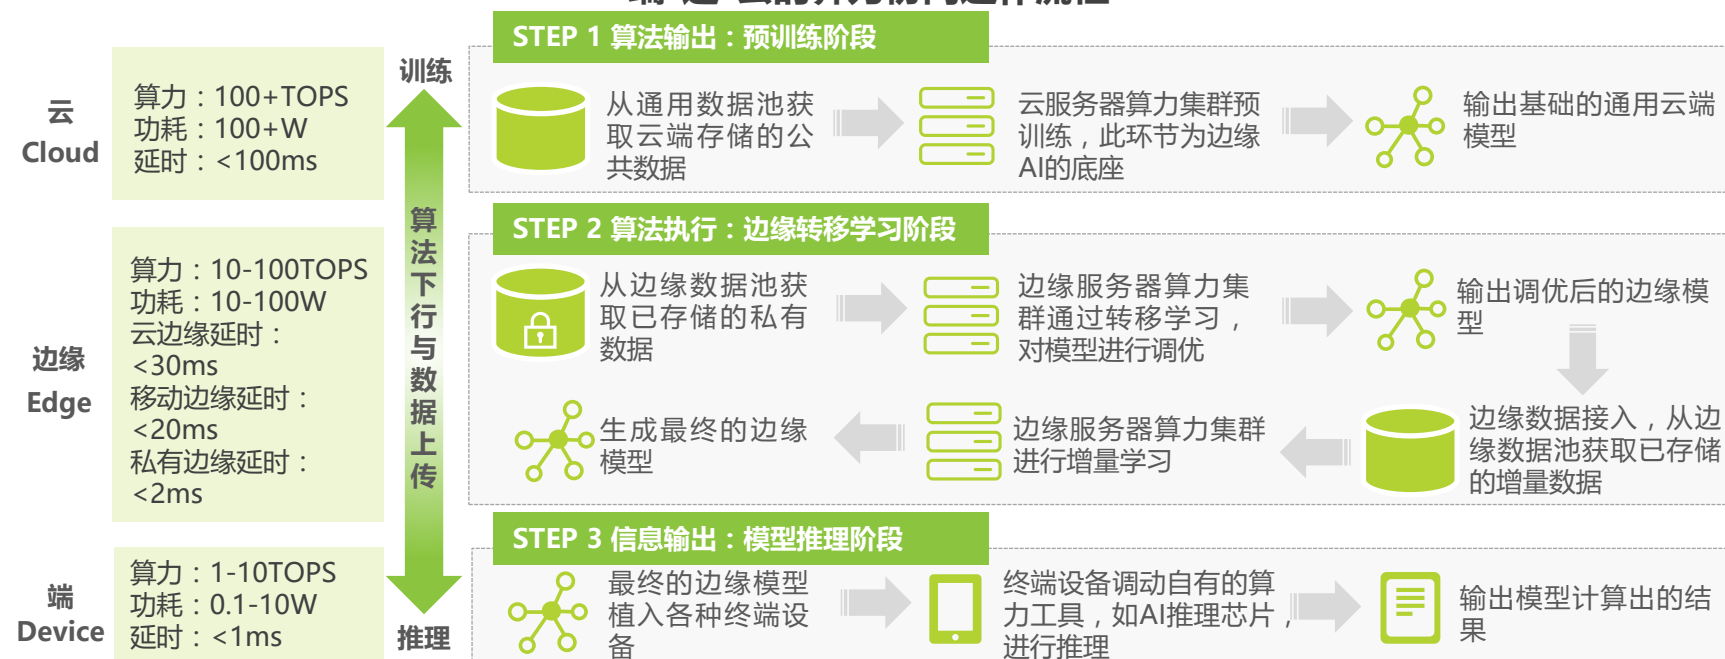 STEP 1 算法输出：预训练阶段
训练
云
Cloud
算力：100+TOPS
功耗：100+W
延时：<100ms
从通用数据池获
取云端存储的公
共数据
云服务器算力集群预
训练，此环节为边缘
AI的底座
输出基础的通用云端
模型
算法下行与数据上传
STEP 2 算法执行：边缘转移学习阶段
边缘
Edge
算力：10-100TOPS
功耗：10-100W
云边缘延时：
<30ms
移动边缘延时：
<20ms
私有边缘延时：
<2ms
从边缘数据池获
取已存储的私有
数据
边缘服务器算力集
群通过转移学习，
对模型进行调优
输出调优后的边缘模
型
边缘数据接入，从边
缘数据池获取已存储
的增量数据
边缘服务器算力集群
进行增量学习
生成最终的边缘
模型
STEP 3 信息输出：模型推理阶段
端
Device
算力：1-10TOPS
功耗：0.1-10W
延时：<1ms
推理
最终的边缘模型
植入各种终端设
备
终端设备调动自有的算
力工具，如AI推理芯片，
进行推理
输出模型计算出的结
果